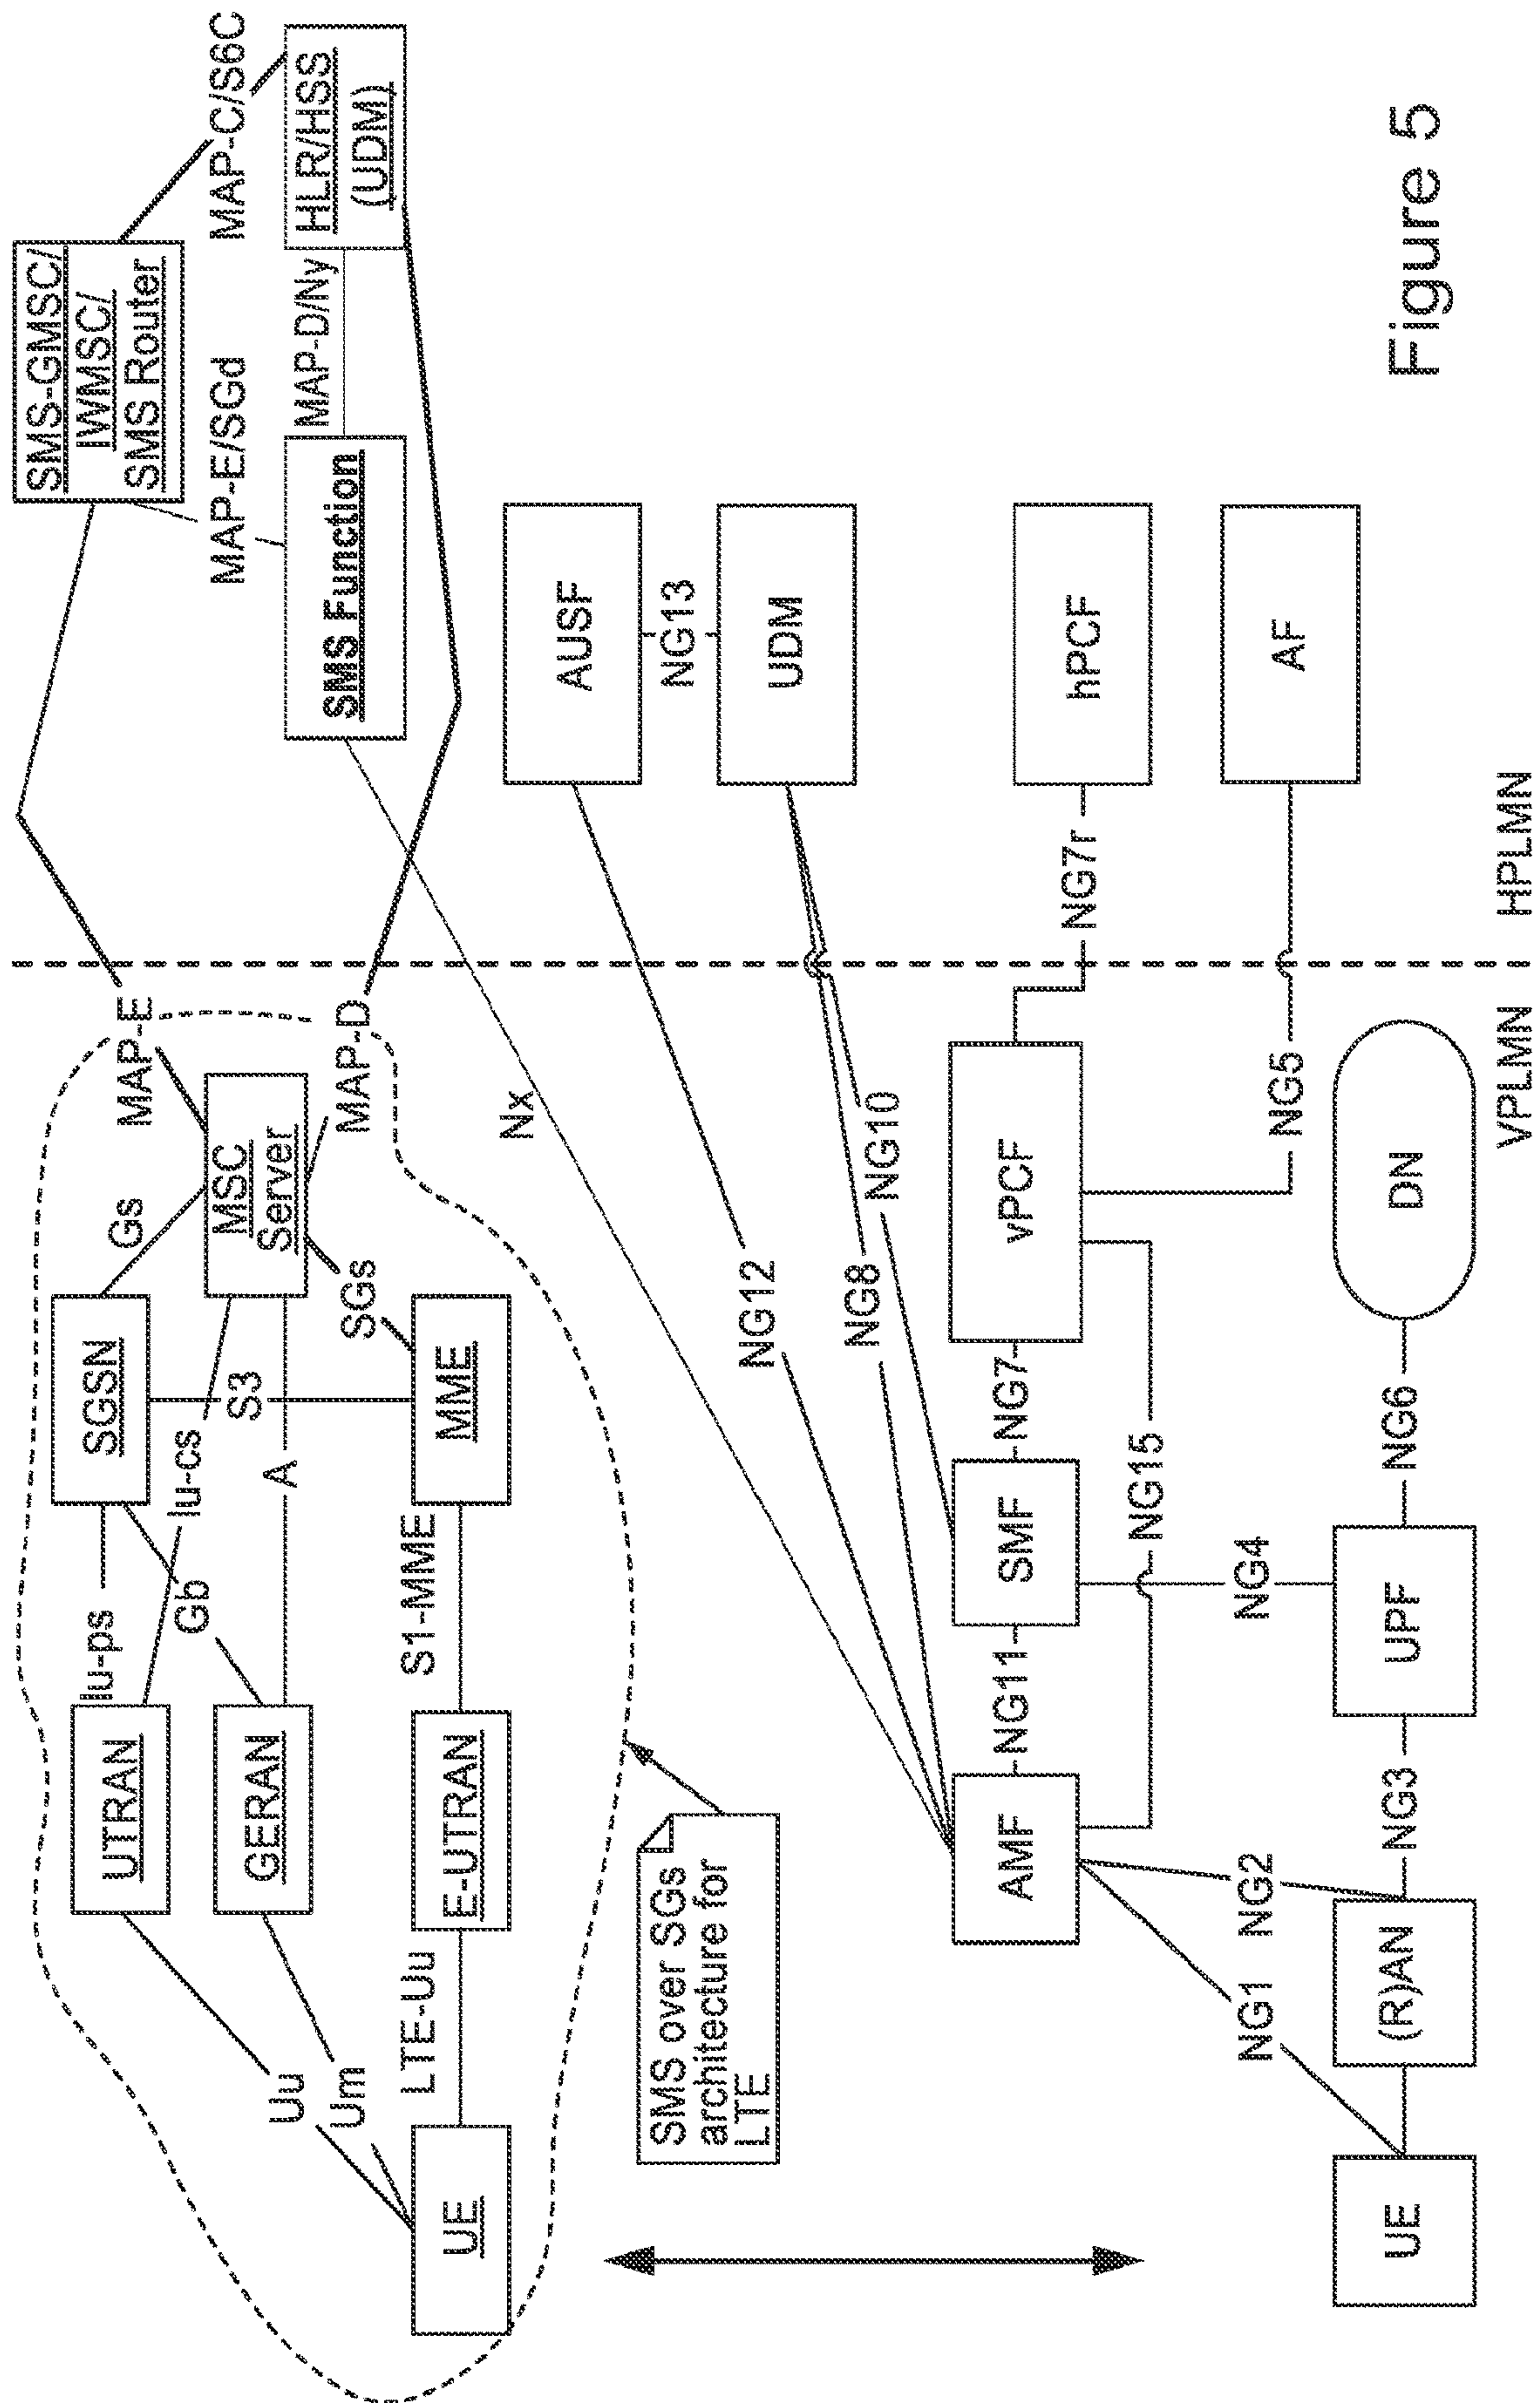 SMS-GMSC/
IWMSC/
SMS Router
MAP-C/S6C
HLR/HSS
(UDM)
MAP-E/SGd
MAP-D/Ny
SMS Function
MAP-E
MAP-D
Gs
MSC
Server
SGSN
SGs
S3
Iu-cs
A
MME
Iu-ps
Gb
S1-MME
UTRAN
GERAN
E-UTRAN
Uu
Um
LTE-Uu
UE
SMS over SGs
architecture for
LTE
Nx
AUSF
NG13
UDM
NG12
NG8
NG10
hPCF
NG7r
AF
NG5
vPCF
NG7
SMF
NG11
AMF
NG15
NG4
DN
NG6
UPF
NG3
NG2
NG1
(R)AN
UE
VPLMN
HPLMN
Figure 5